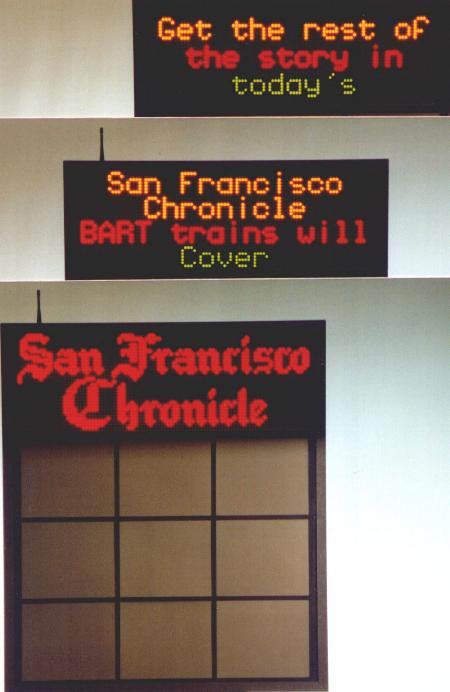 Get the rest of
the story in
today's
San Francisco
Chronicle
BART trains will
Cover
San Francisco
Chronicle